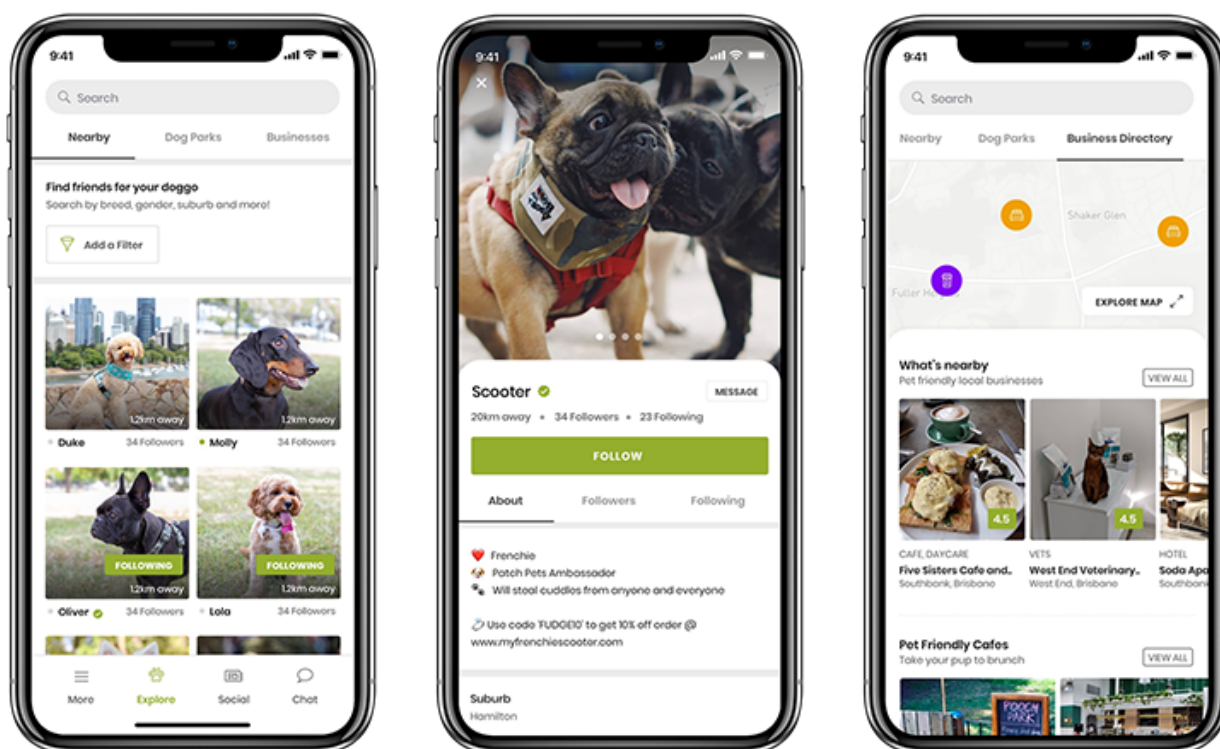 9:41
Search
Nearby Dog Parks Businesses
Find friends for your doggo
Search by breed, gender, suburb and more!
Add a Filter
1.2km away 1.2km away
Duke 34 Followers Molly 34 Followers
FOLLOWING FOLLOWING
1.2km away 1.2km away
Oliver 34 Followers Lola 34 Followers
More Explore Social Chat
9:41
Scooter MESSAGE
20km away • 34 Followers • 23 Following
FOLLOW
About Followers Following
Frenchie
Patch Pets Ambassador
Will steal cuddles from anyone and everyone
Use code 'FUDGE10' to get 10% off order @
www.myfrenchiescooter.com
Suburb
Hamilton
9:41
Search
Nearby Dog Parks Business Directory
Shaker Glen
Fuller
EXPLORE MAP
What's nearby
Pet friendly local businesses
VIEW ALL
4.5 4.5
CAFE, DAYCARE VETS HOTEL
Five Sisters Cafe and.. West End Veterinary.. Soda Apa
Southbank, Brisbane West End, Brisbane Southban
Pet Friendly Cafes
Take your pup to brunch
VIEW ALL
POOCH
PARK